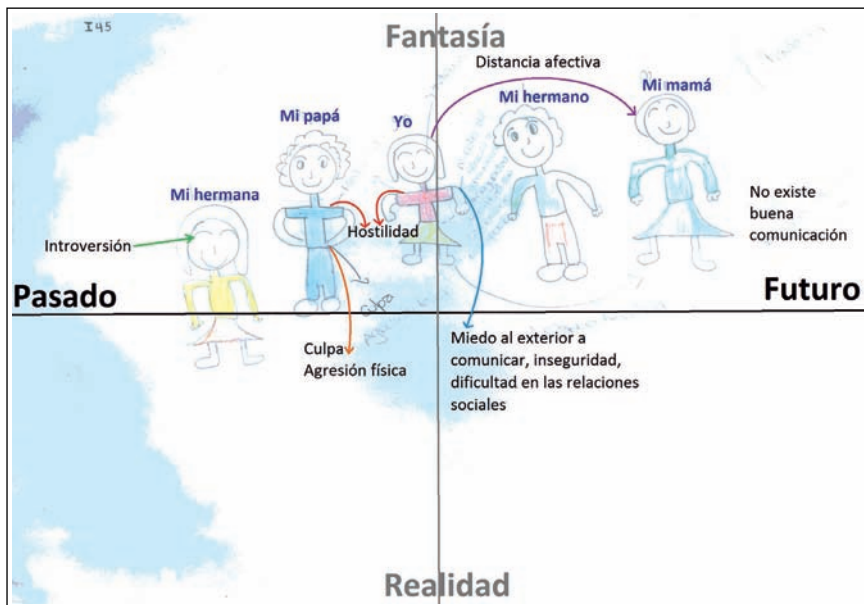 I45
Fantasía
Distancia afectiva
Mi mamá
Mi hermano
Mi papá
Yo
Mi hermana
No existe
buena
comunicación
Introversión
Hostilidad
Pasado
Futuro
Culpa
Culpa
Agresión física
Miedo al exterior a
comunicar, inseguridad,
dificultad en las relaciones
sociales
Realidad